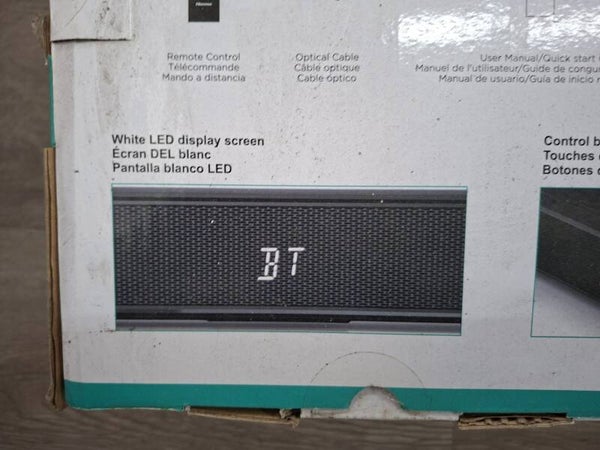 Hisense
Remote Control
Télécommande
Mando a distancia
Optical Cable
Câble optique
Cable óptico
User Manual/Quick start
Manuel de l'utilisateur/Guide de
Manual de usuario/Guía de inicio
White LED display screen
Écran DEL blanc
Pantalla blanco LED
BT
Control
Touches
Botones